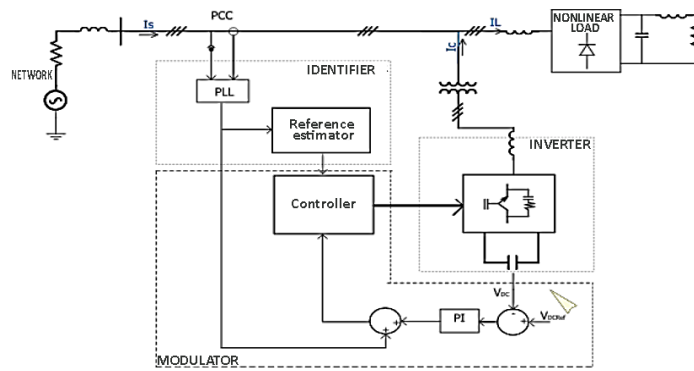 PCC
Is
IL
NONLINEAR
LOAD
Ic
NETWORK
IDENTIFIER
PLL
Reference
estimator
INVERTER
Controller
VDC
VDCRef
PI
-
+
+
+
MODULATOR